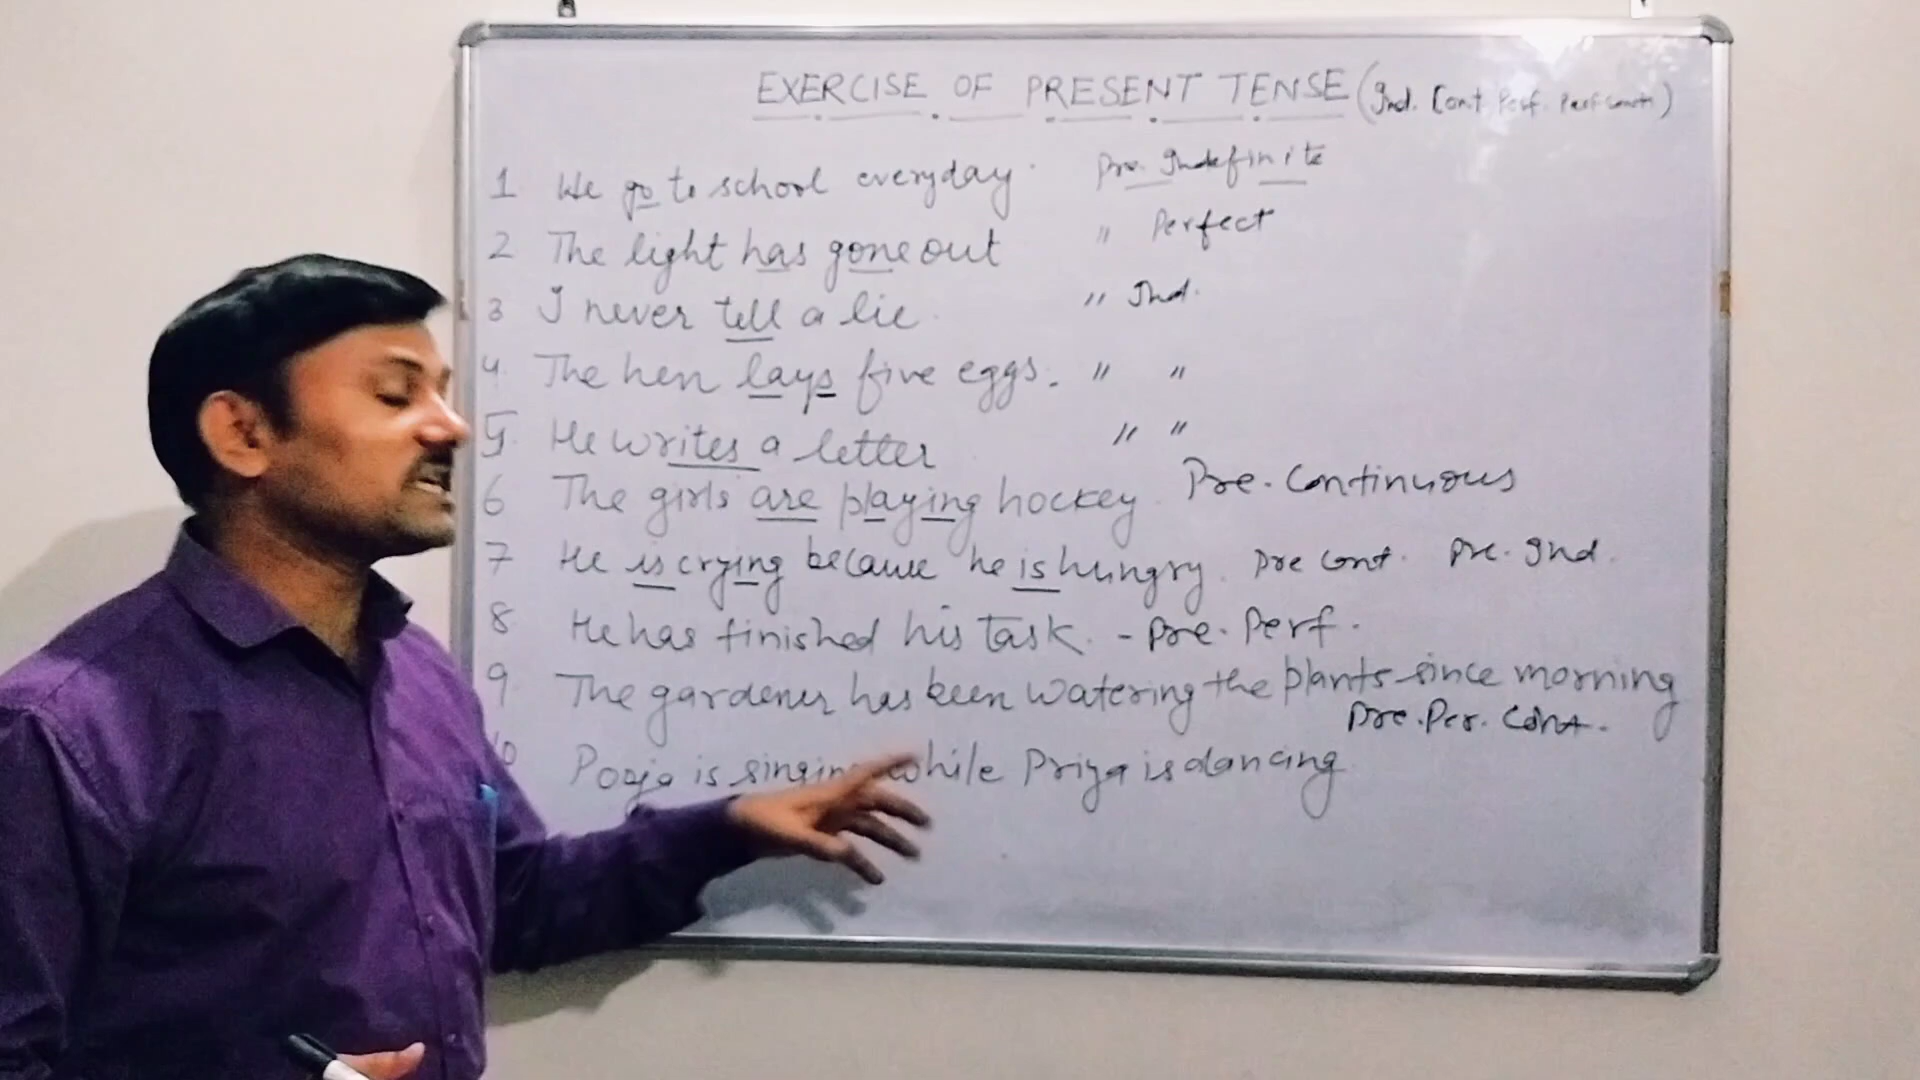 EXERCISE OF PRESENT TENSE (Ind. Cont Perf. Perf cont)
1 We go to school everyday. Pre. Indefinite
2 The light has gone out " Perfect
3 I never tell a lie. " Ind.
4. The hen lays five eggs. " "
5. He writes a letter " "
6 The girls are playing hockey. Pre. Continuous
7 He is crying because he is hungry. Pre cont. Pre. Ind.
8 He has finished his task. - Pre. Perf.
9 The gardener has been watering the plants since morning
Pre. Per. Cont.
10 Pooja is singing while Priya is dancing